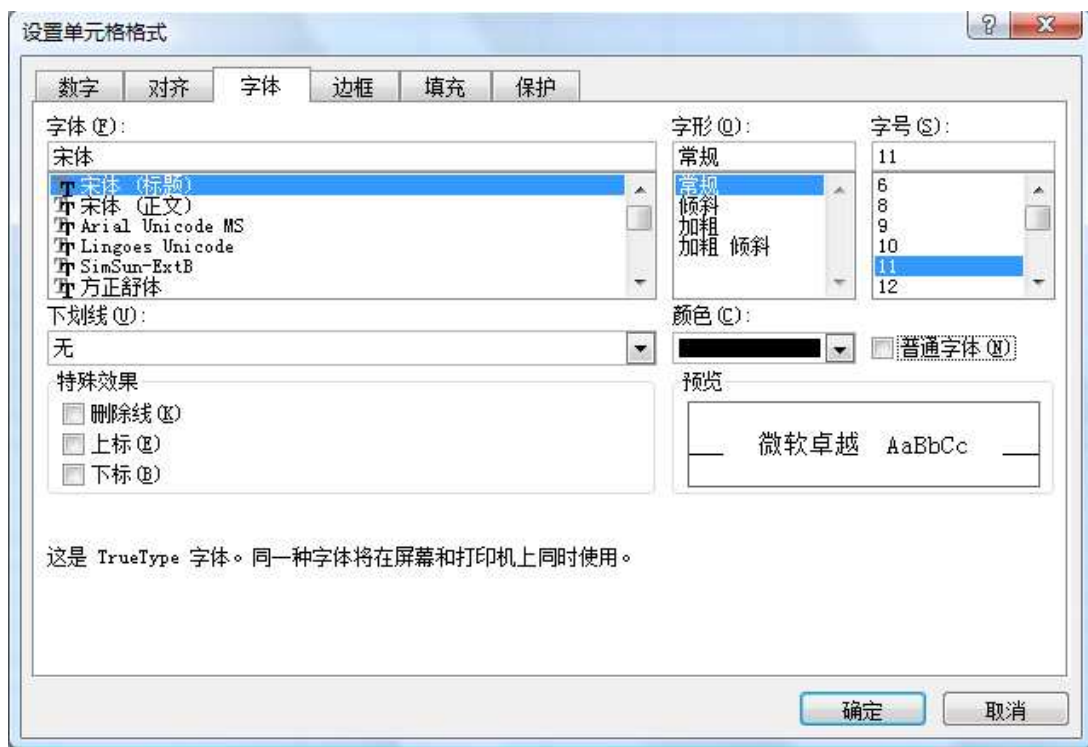 设置单元格格式
?
X
数字 对齐 字体 边框 填充 保护
字体(F):
宋体
宋体 (标题)
宋体 (正文)
Arial Unicode MS
Lingoes Unicode
SimSun-ExtB
方正舒体
字形(O):
常规
常规
倾斜
加粗
加粗 倾斜
字号(S):
11
6
8
9
10
11
12
下划线(U):
无
颜色(C):
普通字体(N)
特殊效果
删除线(K)
上标(E)
下标(B)
预览
微软卓越 AaBbCc
这是 TrueType 字体。同一种字体将在屏幕和打印机上同时使用。
确定 取消